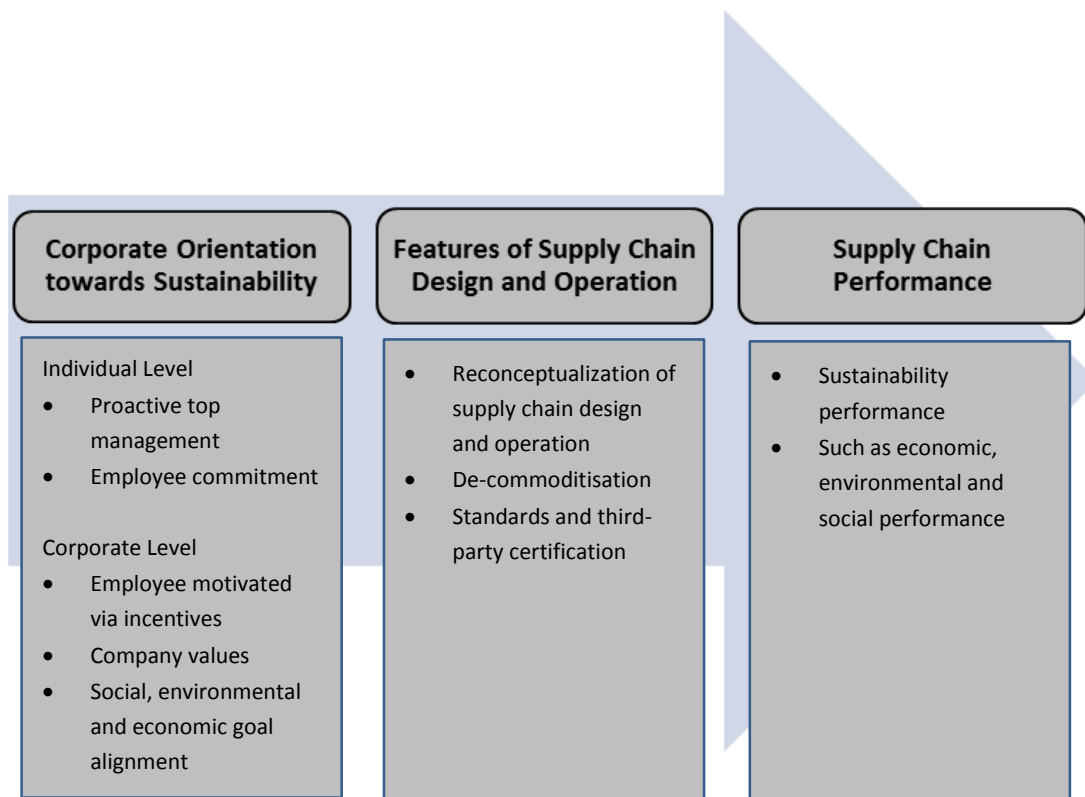 Corporate Orientation
towards Sustainability
Individual Level
• Proactive top
management
• Employee commitment
Corporate Level
• Employee motivated
via incentives
• Company values
• Social, environmental
and economic goal
alignment
Features of Supply Chain
Design and Operation
• Reconceptualization of
supply chain design
and operation
• De-commoditisation
• Standards and third-
party certification
Supply Chain
Performance
• Sustainability
performance
• Such as economic,
environmental and
social performance